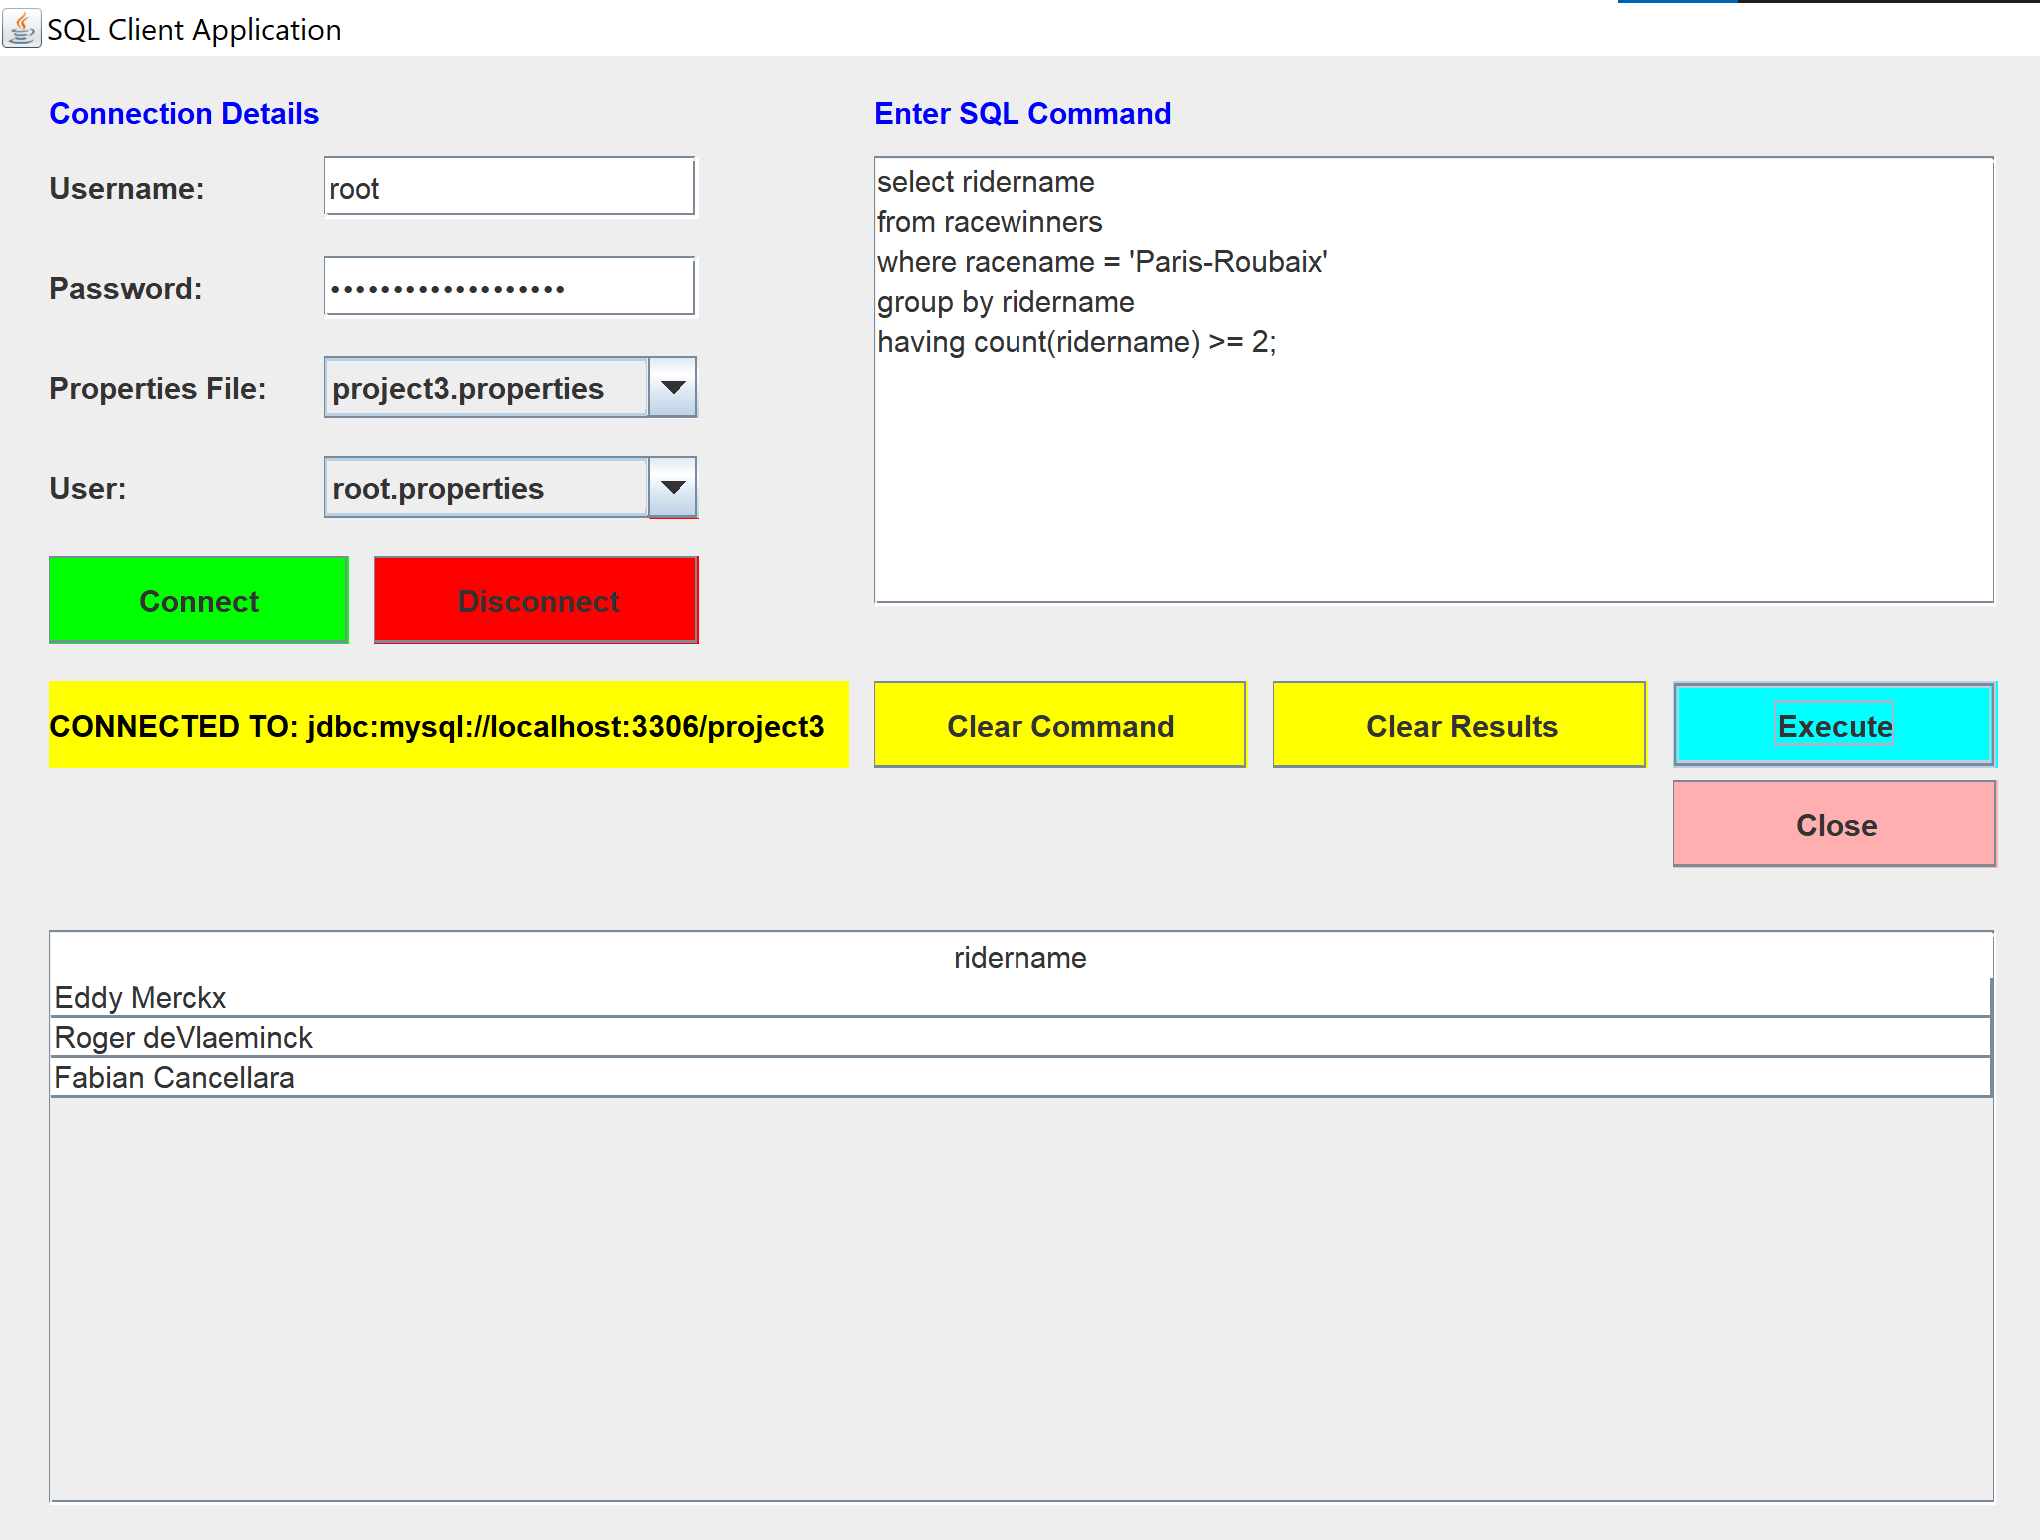 SQL Client Application
Connection Details
Username:
root
Password:
•••••••••••••••••••
Properties File:
project3.properties
User:
root.properties
Connect
Disconnect
CONNECTED TO: jdbc:mysql://localhost:3306/project3
Enter SQL Command
select ridername
from racewinners
where racename = 'Paris-Roubaix'
group by ridername
having count(ridername) >= 2;
Clear Command
Clear Results
Execute
Close
ridername
Eddy Merckx
Roger deVlaeminck
Fabian Cancellara